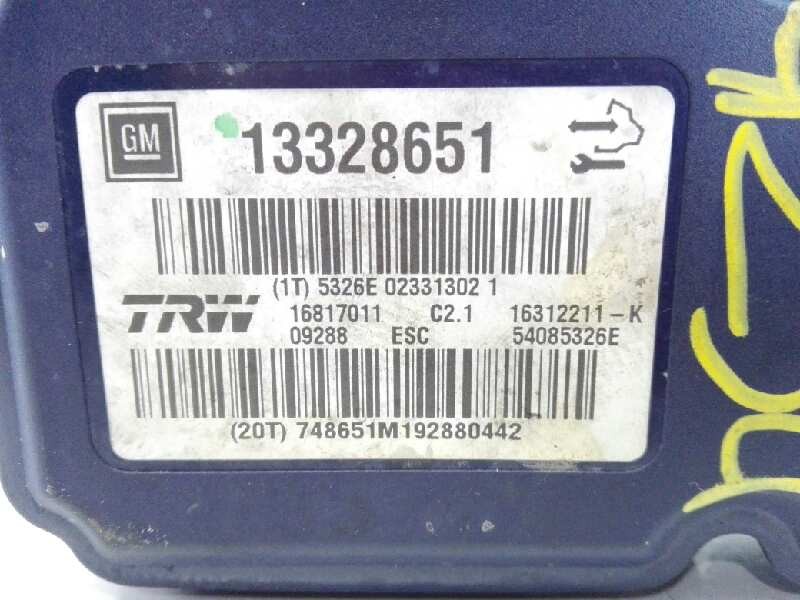 GM 13328651
(1T) 5326E 02331302 1
TRW 16817011 C2.1 16312211-K
09288 ESC 54085326E
(20T) 748651M192880442